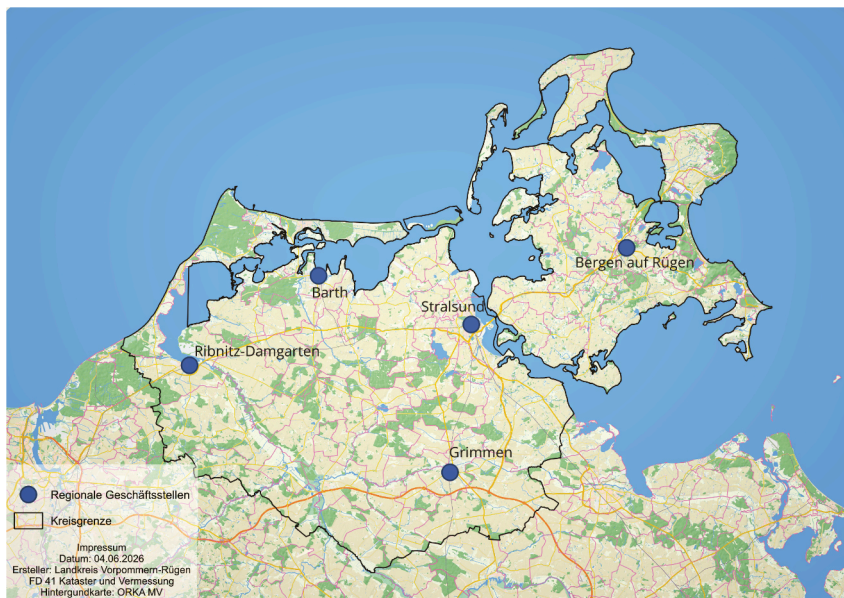 Bergen auf Rügen
Barth
Stralsund
Ribnitz-Damgarten
Grimmen
Regionale Geschäftsstellen
Kreisgrenze
Impressum
Datum: 04.06.2026
Ersteller: Landkreis Vorpommern-Rügen
FD 41 Kataster und Vermessung
Hintergundkarte: ORKA MV